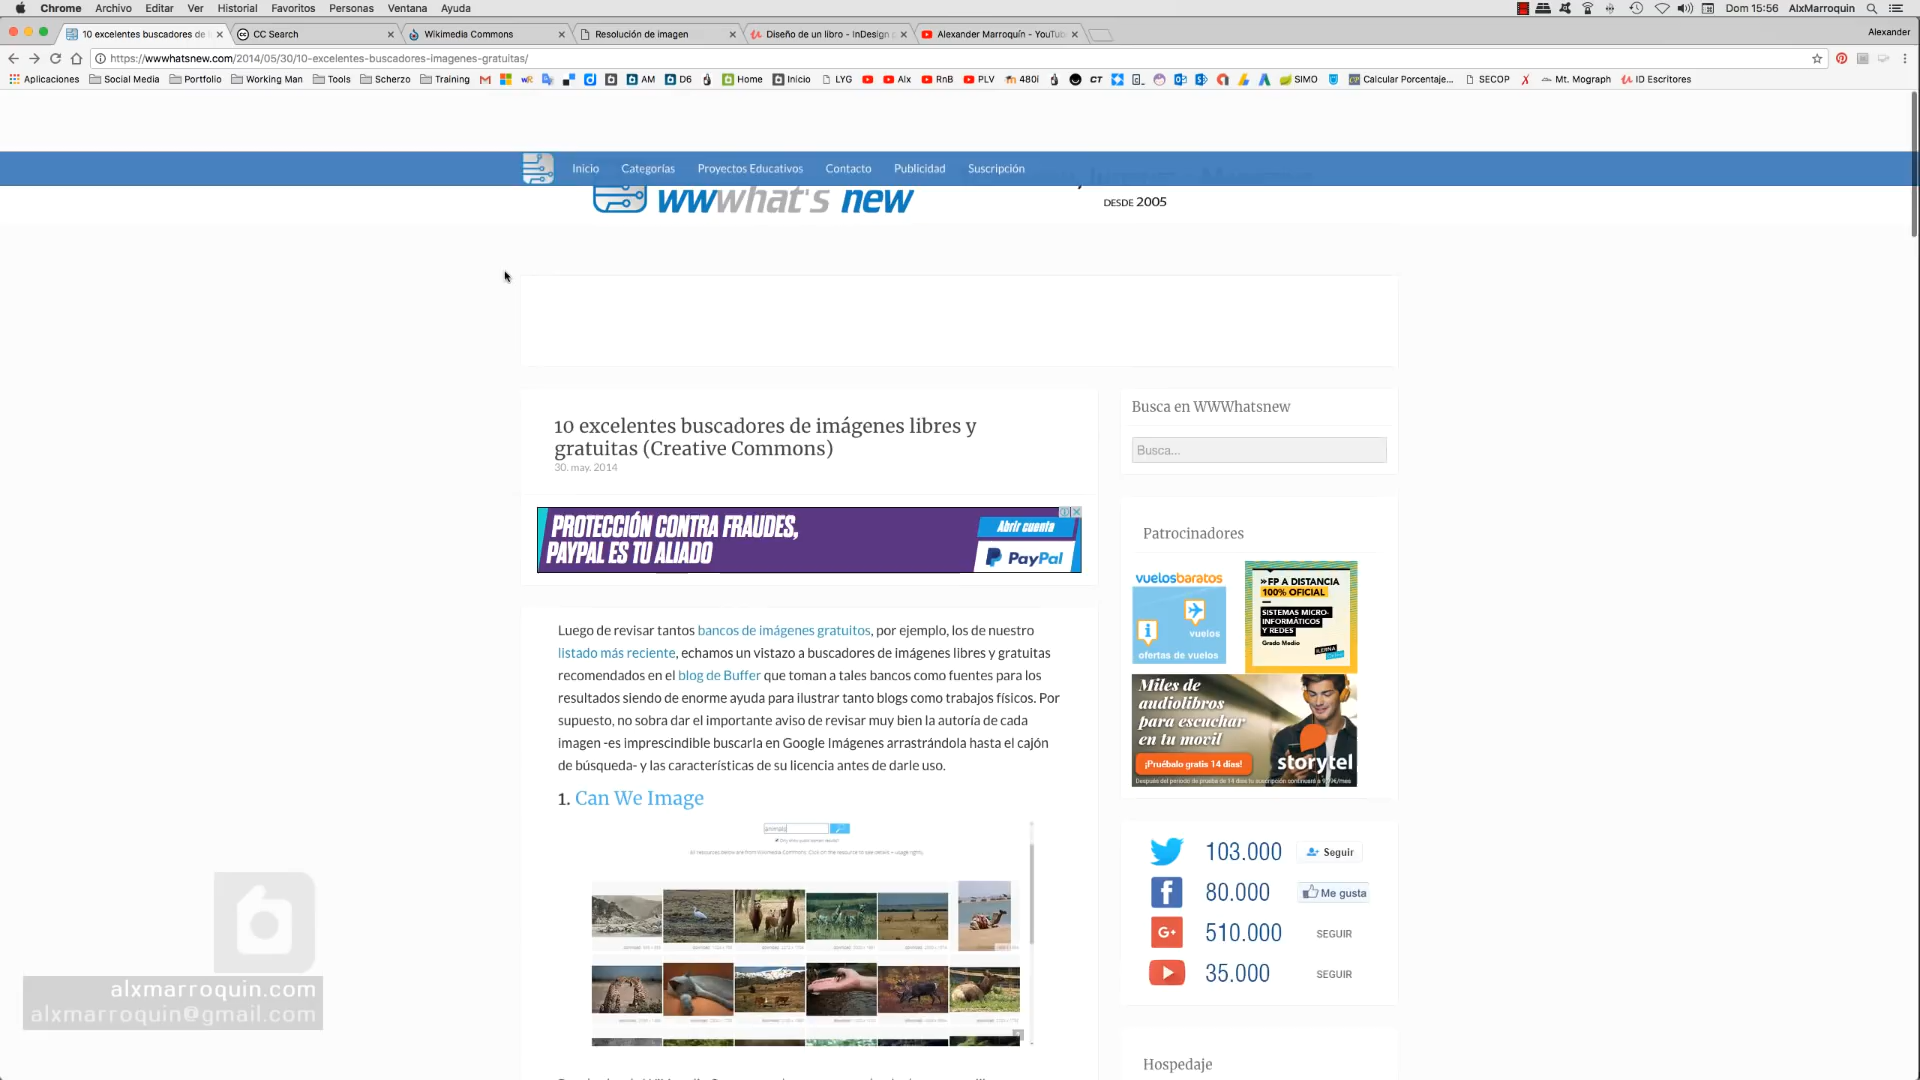 Chrome Archivo Editar Ver Historial Favoritos Personas Ventana Ayuda
Dom 15:56 AlxMarroquin
10 excelentes buscadores de
CC Search
Wikimedia Commons
Resolución de imagen
Diseño de un libro - InDesign
Alexander Marroquín - YouTub
Alexander
https://wwwhatsnew.com/2014/05/30/10-excelentes-buscadores-imagenes-gratuitas/
Aplicaciones Social Media Portfolio Working Man Tools Scherzo Training AM D6 Home Inicio LYG Alx RnB PLV 480i CT SIMO Calcular Porcentaje... SECOP Mt. Mograph ID Escritores
Inicio Categorías Proyectos Educativos Contacto Publicidad Suscripción
wwwhat's new
DESDE 2005
10 excelentes buscadores de imágenes libres y
gratuitas (Creative Commons)
30. may. 2014
PROTECCIÓN CONTRA FRAUDES,
PAYPAL ES TU ALIADO
Abrir cuenta
PayPal
Luego de revisar tantos bancos de imágenes gratuitos, por ejemplo, los de nuestro
listado más reciente, echamos un vistazo a buscadores de imágenes libres y gratuitas
recomendados en el blog de Buffer que toman a tales bancos como fuentes para los
resultados siendo de enorme ayuda para ilustrar tanto blogs como trabajos físicos. Por
supuesto, no sobra dar el importante aviso de revisar muy bien la autoría de cada
imagen -es imprescindible buscarla en Google Imágenes arrastrándola hasta el cajón
de búsqueda- y las características de su licencia antes de darle uso.
1. Can We Image
animals
Busca en WWWhatsnew
Busca...
Patrocinadores
vuelosbaratos
vuelos
ofertas de vuelos
»FP A DISTANCIA
100% OFICIAL
SISTEMAS MICRO-
INFORMÁTICOS
Y REDES
Grado Medio
ILERNA
Online
Miles de
audiolibros
para escuchar
en tu movil
¡Pruébalo gratis 14 días!
storytel
103.000 Seguir
80.000 Me gusta
510.000 SEGUIR
35.000 SEGUIR
Hospedaje
alxmarroquin.com
alxmarroquin@gmail.com